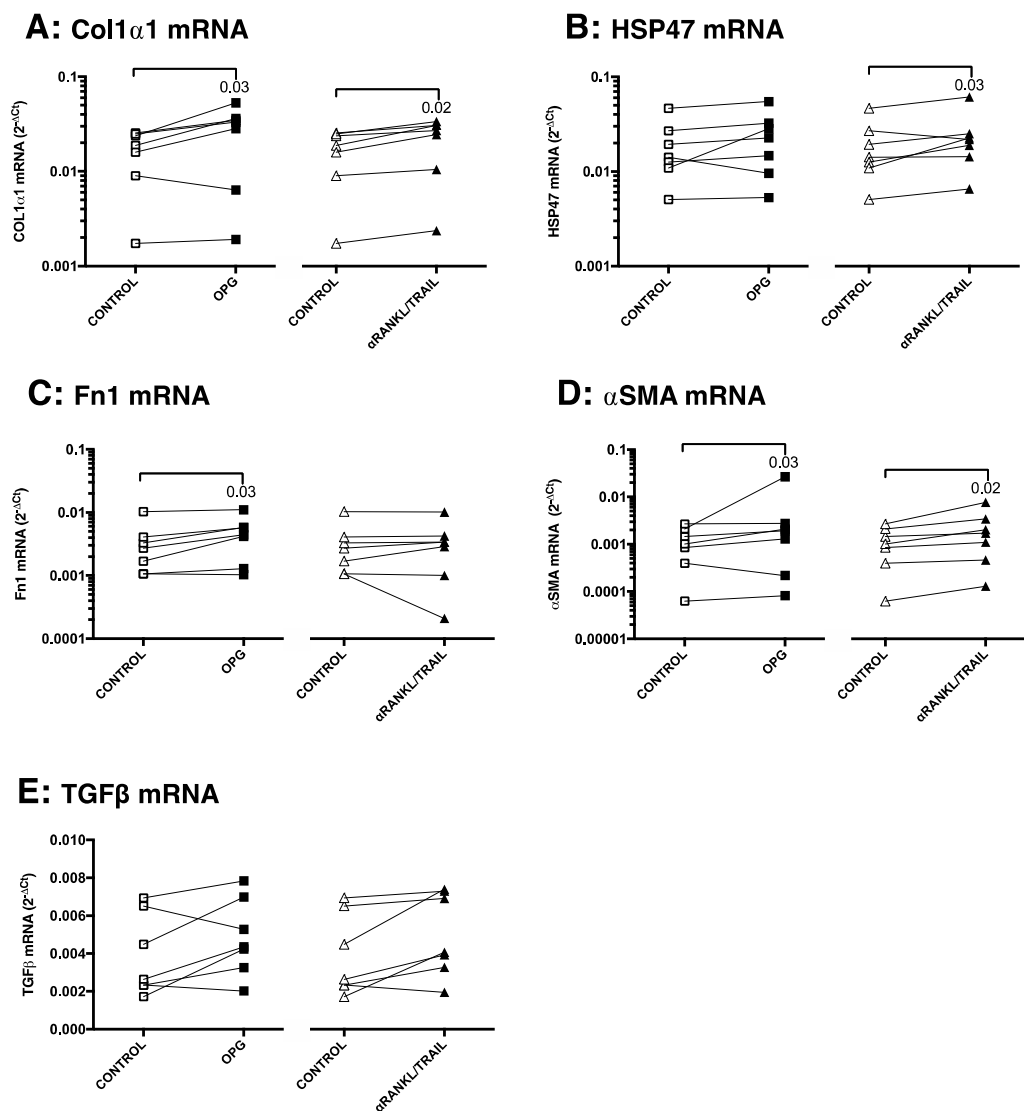 A: Col1α1 mRNA
COL1α1 mRNA (2-ΔCt)
0.1
0.01
0.001
0.03
0.02
CONTROL
OPG
CONTROL
αRANKL/TRAIL
B: HSP47 mRNA
HSP47 mRNA (2-ΔCt)
0.1
0.01
0.001
0.03
CONTROL
OPG
CONTROL
αRANKL/TRAIL
C: Fn1 mRNA
Fn1 mRNA (2-ΔCt)
0.1
0.01
0.001
0.0001
0.03
CONTROL
OPG
CONTROL
αRANKL/TRAIL
D: αSMA mRNA
αSMA mRNA (2-ΔCt)
0.1
0.01
0.001
0.0001
0.00001
0.03
0.02
CONTROL
OPG
CONTROL
αRANKL/TRAIL
E: TGFβ mRNA
TGFβ mRNA (2-ΔCt)
0.010
0.008
0.006
0.004
0.002
0.000
CONTROL
OPG
CONTROL
αRANKL/TRAIL